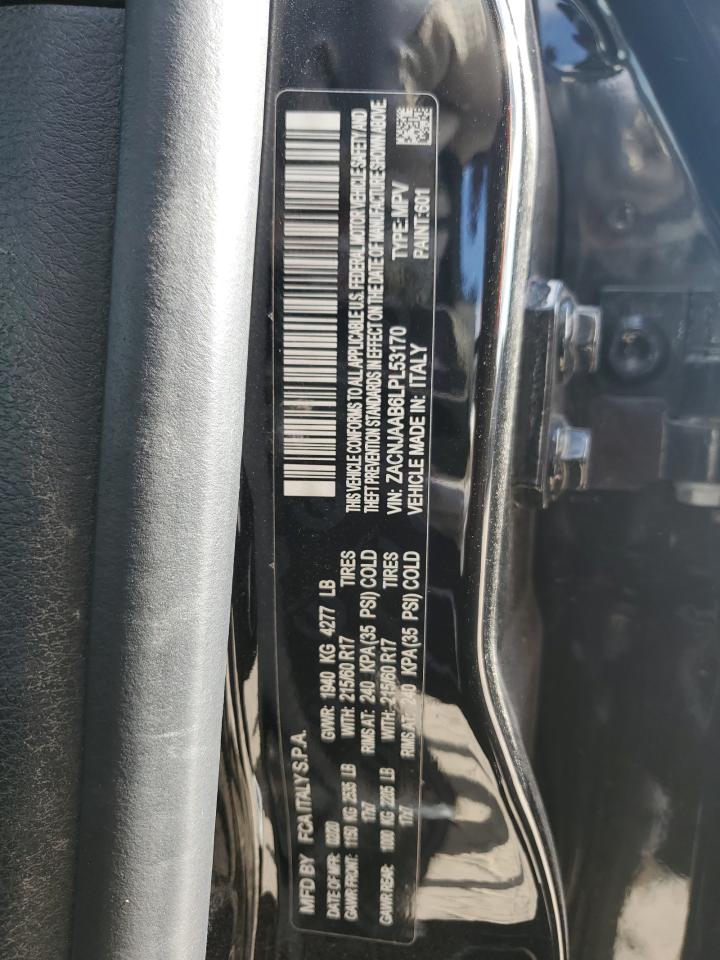 MFD BY FCA ITALY S.P.A.
DATE OF MFR: GVWR: 1940 KG 4277 LB
GAWR FRONT: 1150 KG 2535 LB WITH: 215/60 R17 TIRES
17x7 RIMS AT: 240 KPA (35 PSI) COLD
GAWR REAR: LB WITH: 215/60 R17 TIRES
17x7 RIMS AT: 240 KPA (35 PSI) COLD
THIS VEHICLE CONFORMS TO ALL APPLICABLE U.S. FEDERAL MOTOR VEHICLE SAFETY AND
THEFT PREVENTION STANDARDS IN EFFECT ON THE DATE OF MANUFACTURE SHOWN ABOVE
VIN: ZACNJAAB6LPL53170 TYPE: MPV
VEHICLE MADE IN: ITALY PAINT: 601